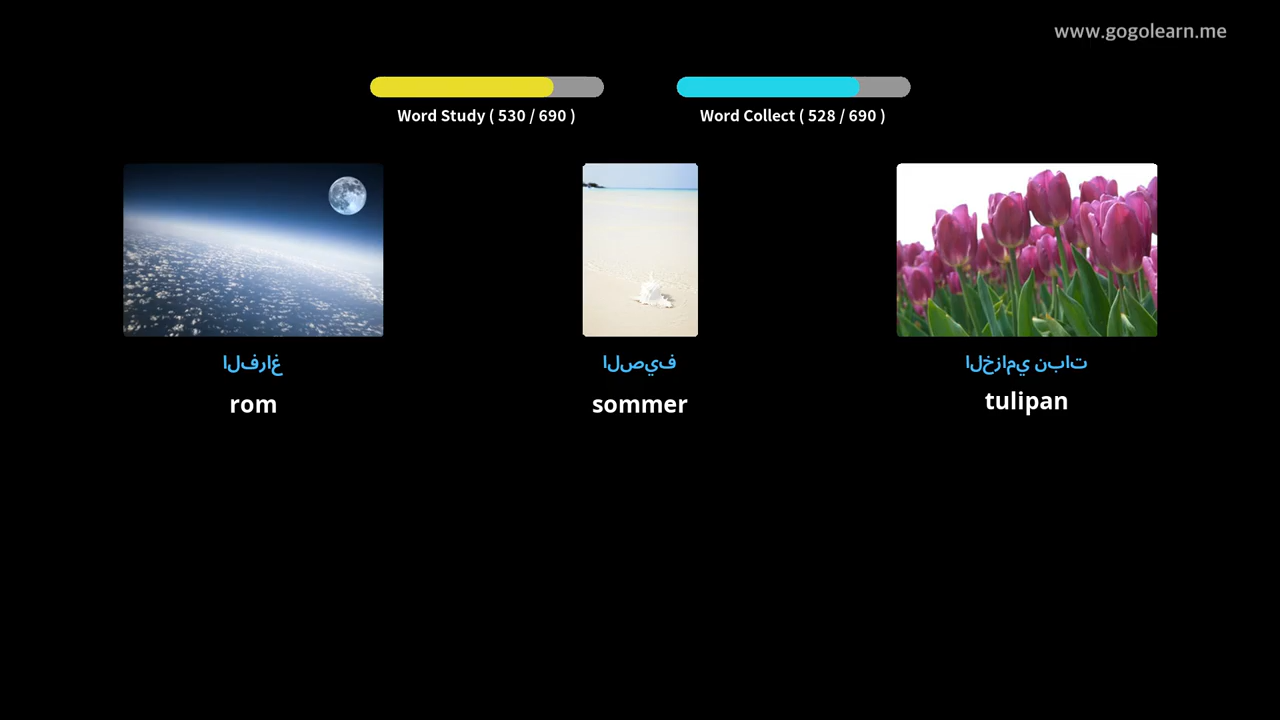 www.gogolearn.me
Word Study ( 530 / 690 )
Word Collect ( 528 / 690 )
الفراغ
rom
الصيف
sommer
الخزامي نبات
tulipan